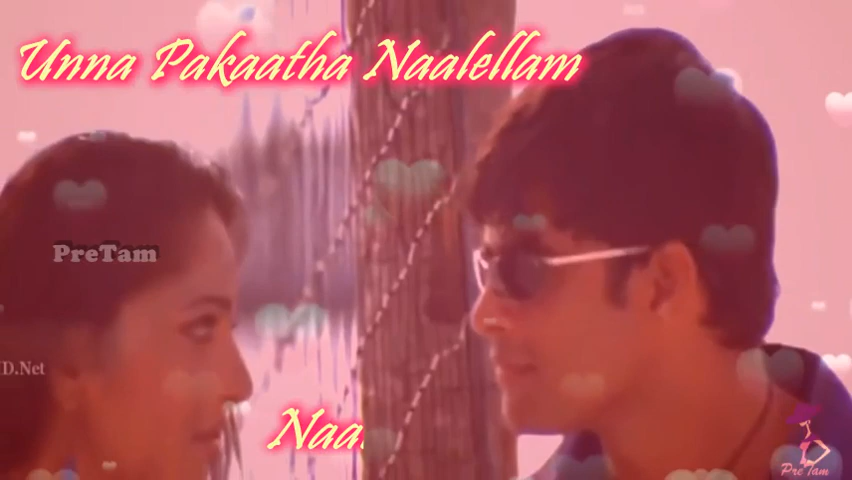 Unna Pakaatha Naalellam
PreTam
D.Net
Naa
Pre Tam